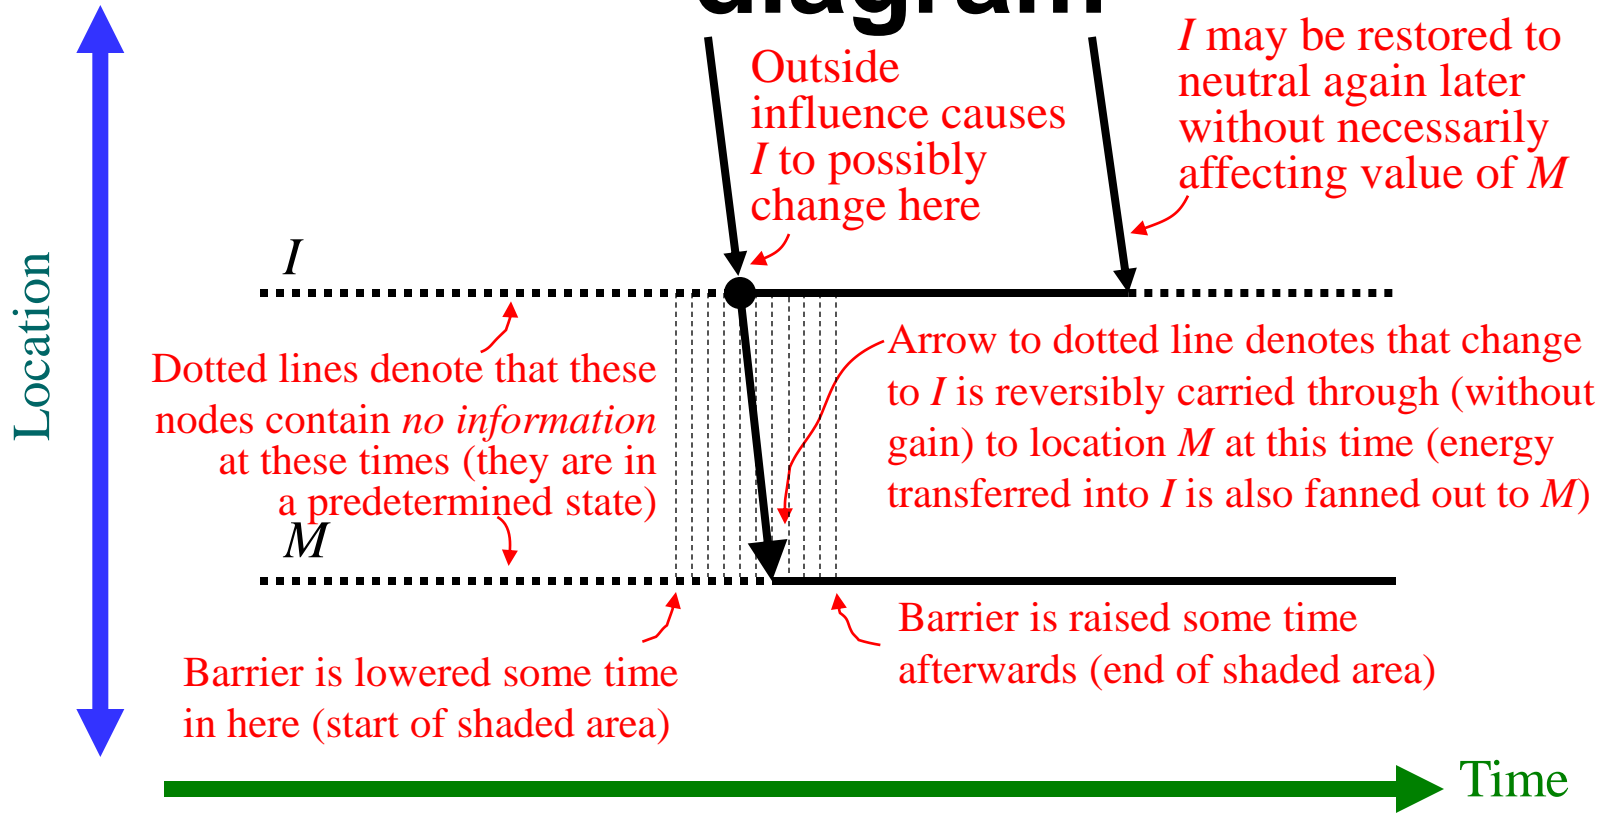 diagram
Outside
influence causes
I to possibly
change here
I may be restored to
neutral again later
without necessarily
affecting value of M
I
Location
Dotted lines denote that these
nodes contain no information
at these times (they are in
a predetermined state)
Arrow to dotted line denotes that change
to I is reversibly carried through (without
gain) to location M at this time (energy
transferred into I is also fanned out to M)
M
Barrier is lowered some time
in here (start of shaded area)
Barrier is raised some time
afterwards (end of shaded area)
Time